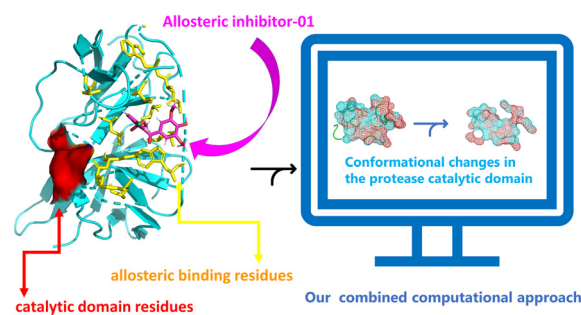 Allosteric inhibitor-01
Conformational changes in
the protease catalytic domain
allosteric binding residues
catalytic domain residues
Our combined computational approach